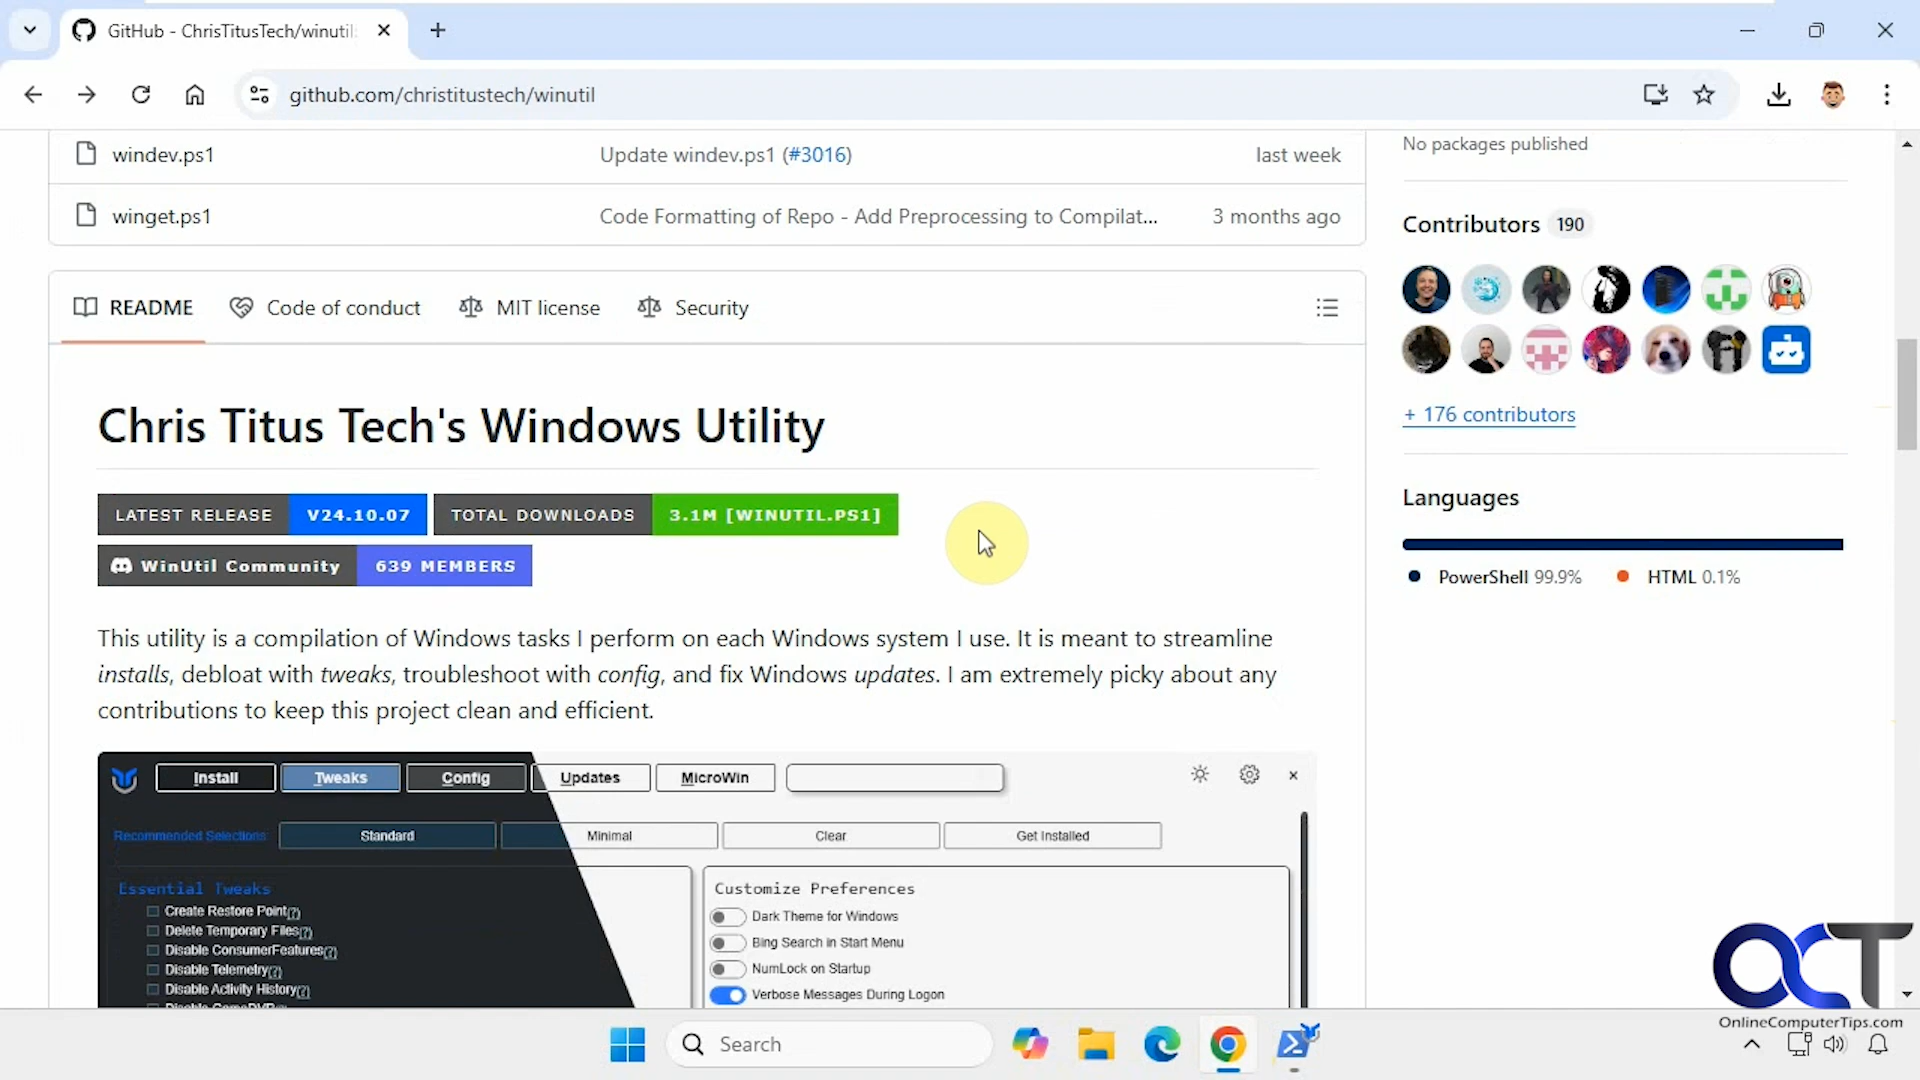 GitHub - ChrisTitusTech/winutil:
github.com/christitustech/winutil
windev.ps1 Update windev.ps1 (#3016) last week
winget.ps1 Code Formatting of Repo - Add Preprocessing to Compilat... 3 months ago
No packages published
Contributors 190
+ 176 contributors
Languages
PowerShell 99.9% HTML 0.1%
README Code of conduct MIT license Security
Chris Titus Tech's Windows Utility
LATEST RELEASE V24.10.07 TOTAL DOWNLOADS 3.1M [WINUTIL.PS1]
WinUtil Community 639 MEMBERS
This utility is a compilation of Windows tasks I perform on each Windows system I use. It is meant to streamline
installs, debloat with tweaks, troubleshoot with config, and fix Windows updates. I am extremely picky about any
contributions to keep this project clean and efficient.
Install Tweaks Config Updates MicroWin
Recommended Selections: Standard Minimal Clear Get Installed
Essential Tweaks
Create Restore Point(?)
Delete Temporary Files(?)
Disable ConsumerFeatures(?)
Disable Telemetry(?)
Disable Activity History(?)
Customize Preferences
Dark Theme for Windows
Bing Search in Start Menu
NumLock on Startup
Verbose Messages During Logon
OCT
OnlineComputerTips.com
Search